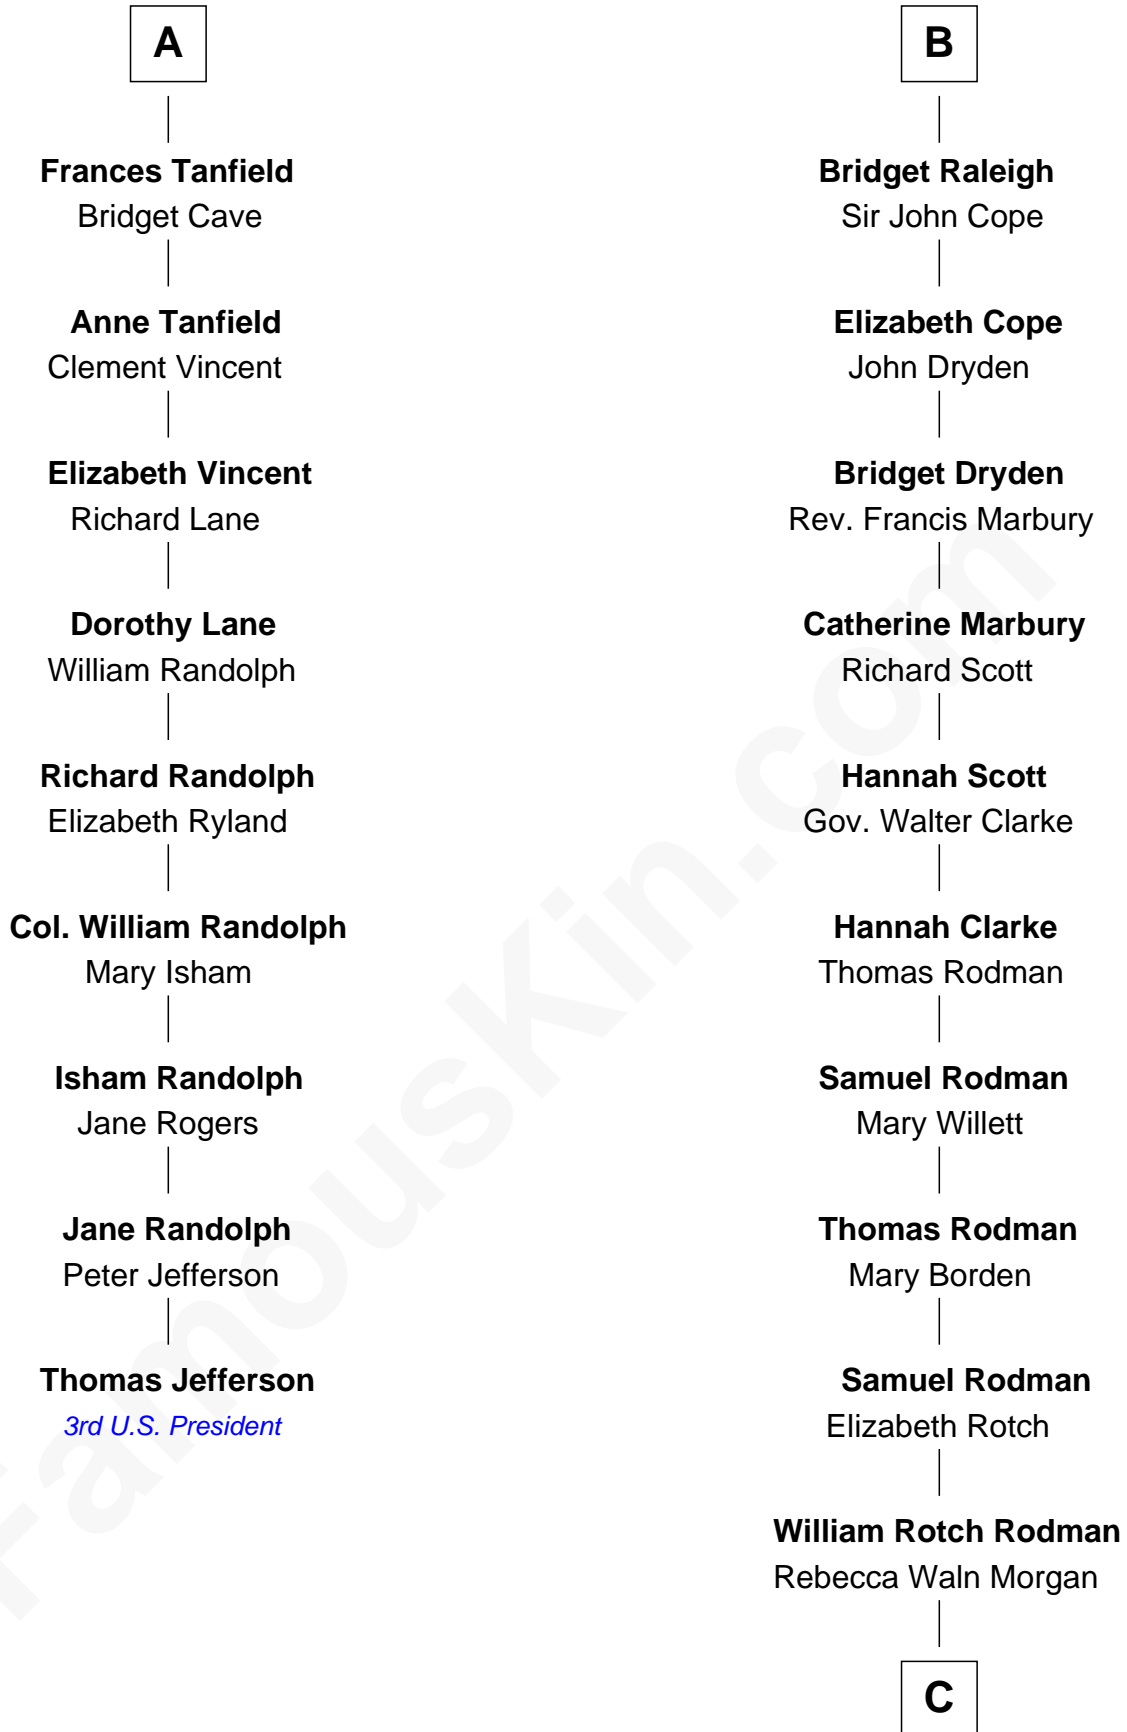 A
Frances Tanfield
Bridget Cave
Anne Tanfield
Clement Vincent
Elizabeth Vincent
Richard Lane
Dorothy Lane
William Randolph
Richard Randolph
Elizabeth Ryland
Col. William Randolph
Mary Isham
Isham Randolph
Jane Rogers
Jane Randolph
Peter Jefferson
Thomas Jefferson
3rd U.S. President
B
Bridget Raleigh
Sir John Cope
Elizabeth Cope
John Dryden
Bridget Dryden
Rev. Francis Marbury
Catherine Marbury
Richard Scott
Hannah Scott
Gov. Walter Clarke
Hannah Clarke
Thomas Rodman
Samuel Rodman
Mary Willett
Thomas Rodman
Mary Borden
Samuel Rodman
Elizabeth Rotch
William Rotch Rodman
Rebecca Waln Morgan
C
FamousKin.com